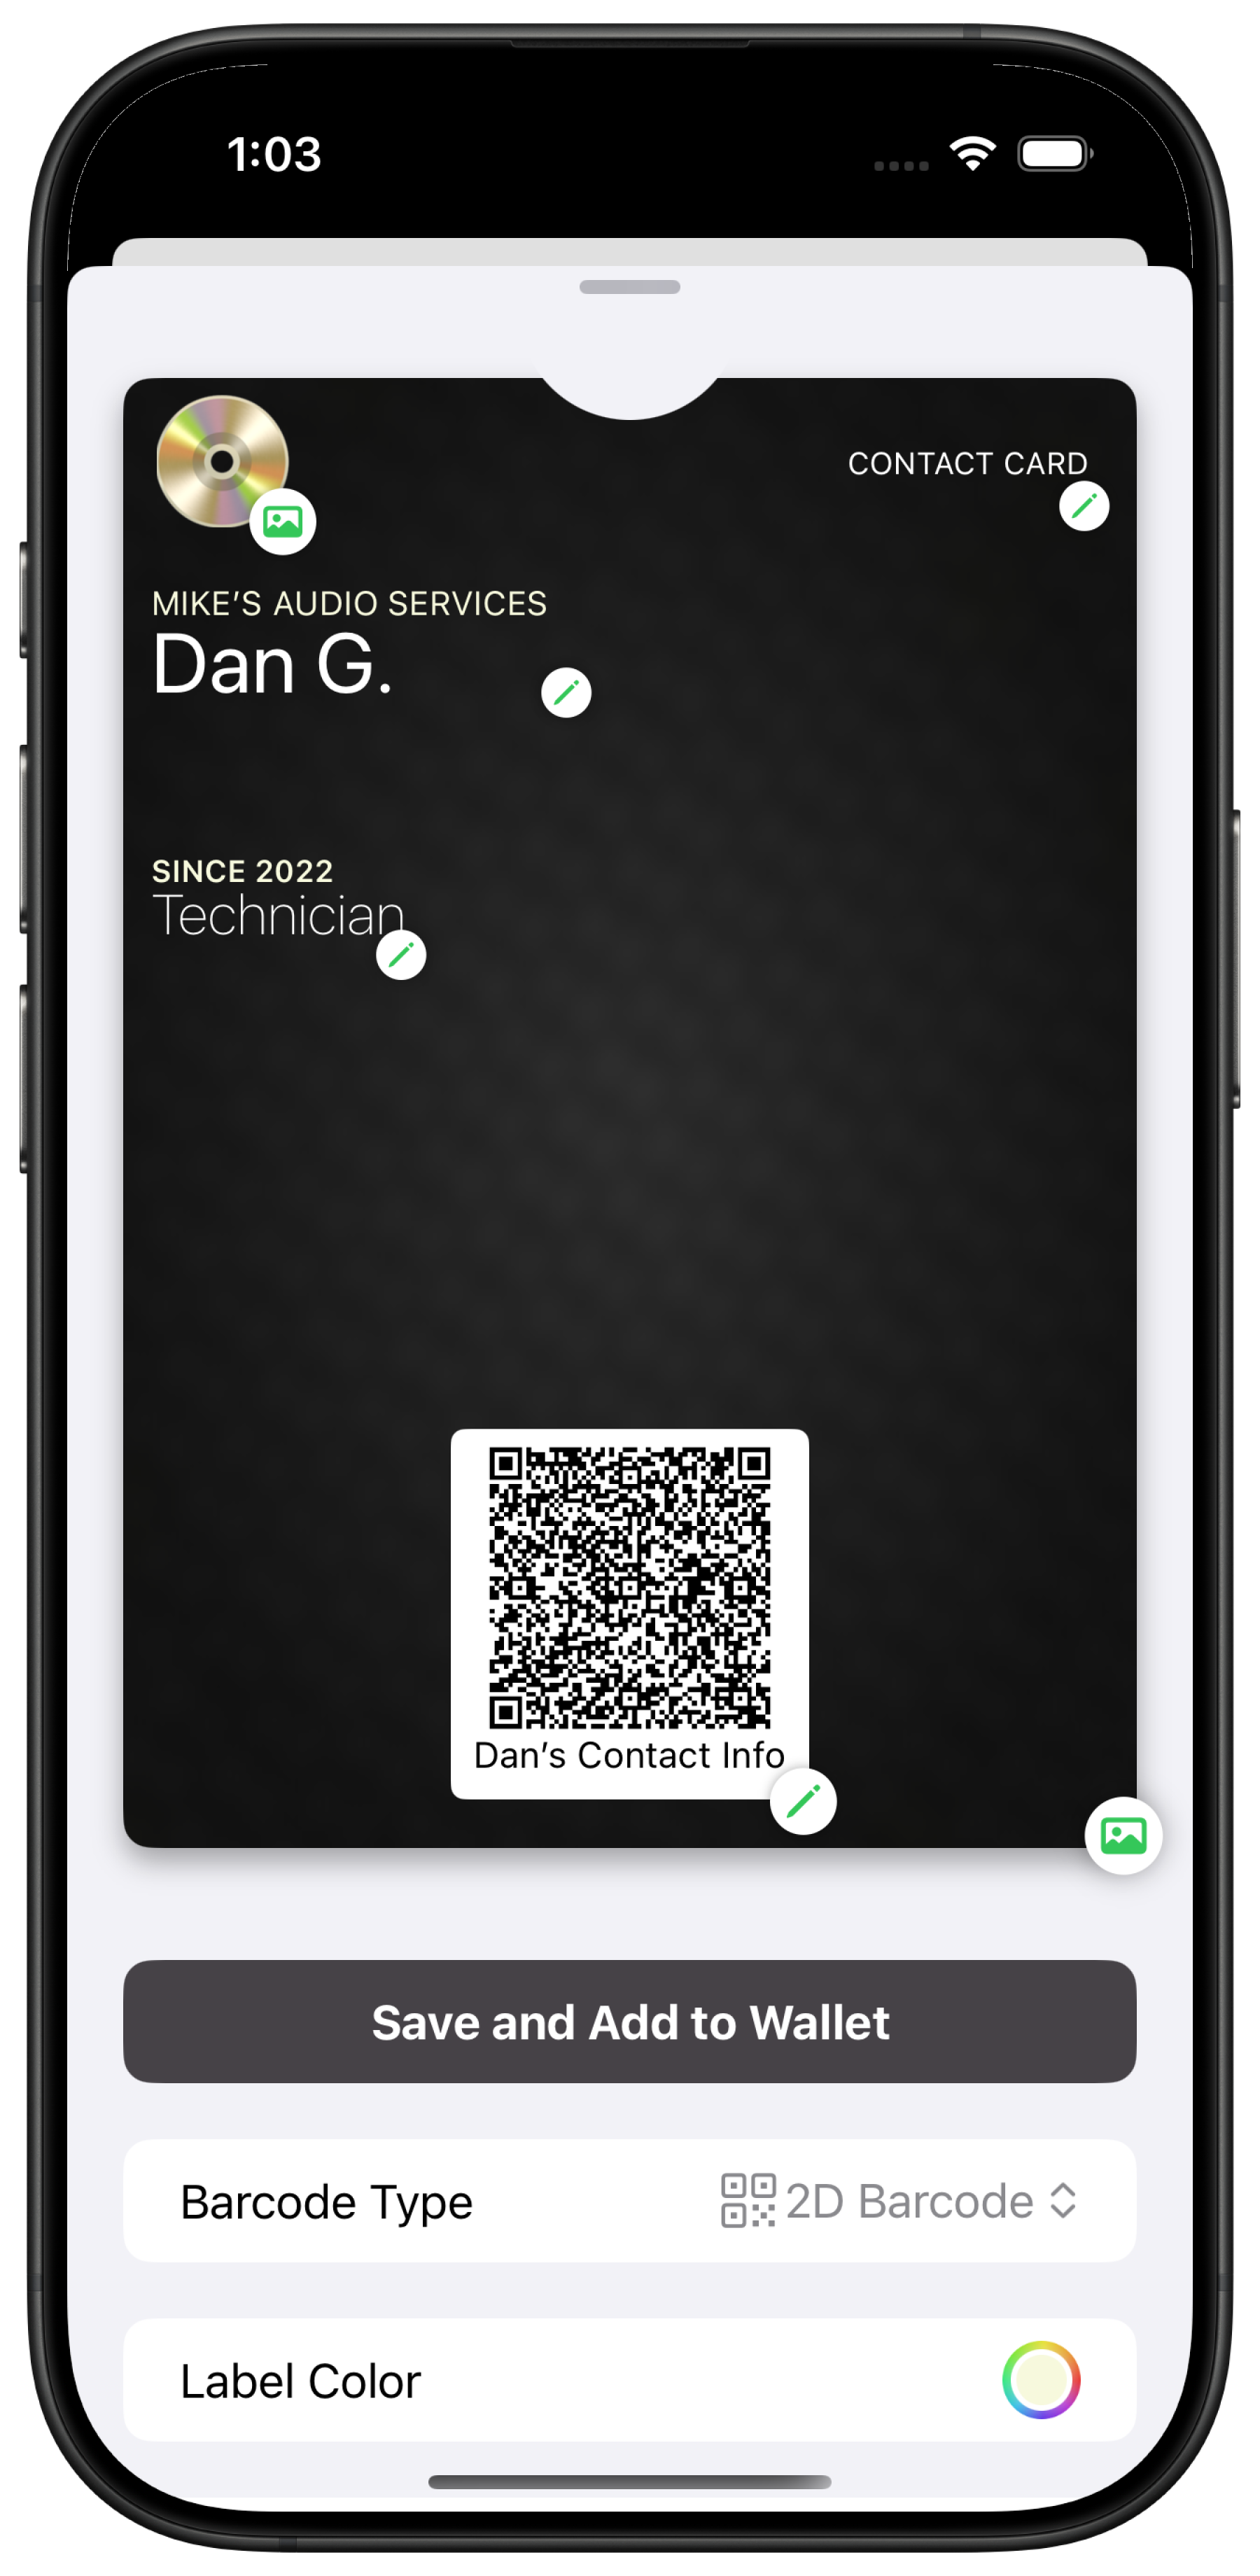 1:03
CONTACT CARD
MIKE’S AUDIO SERVICES
Dan G.
SINCE 2022
Technician
Dan’s Contact Info
Save and Add to Wallet
Barcode Type
2D Barcode
Label Color